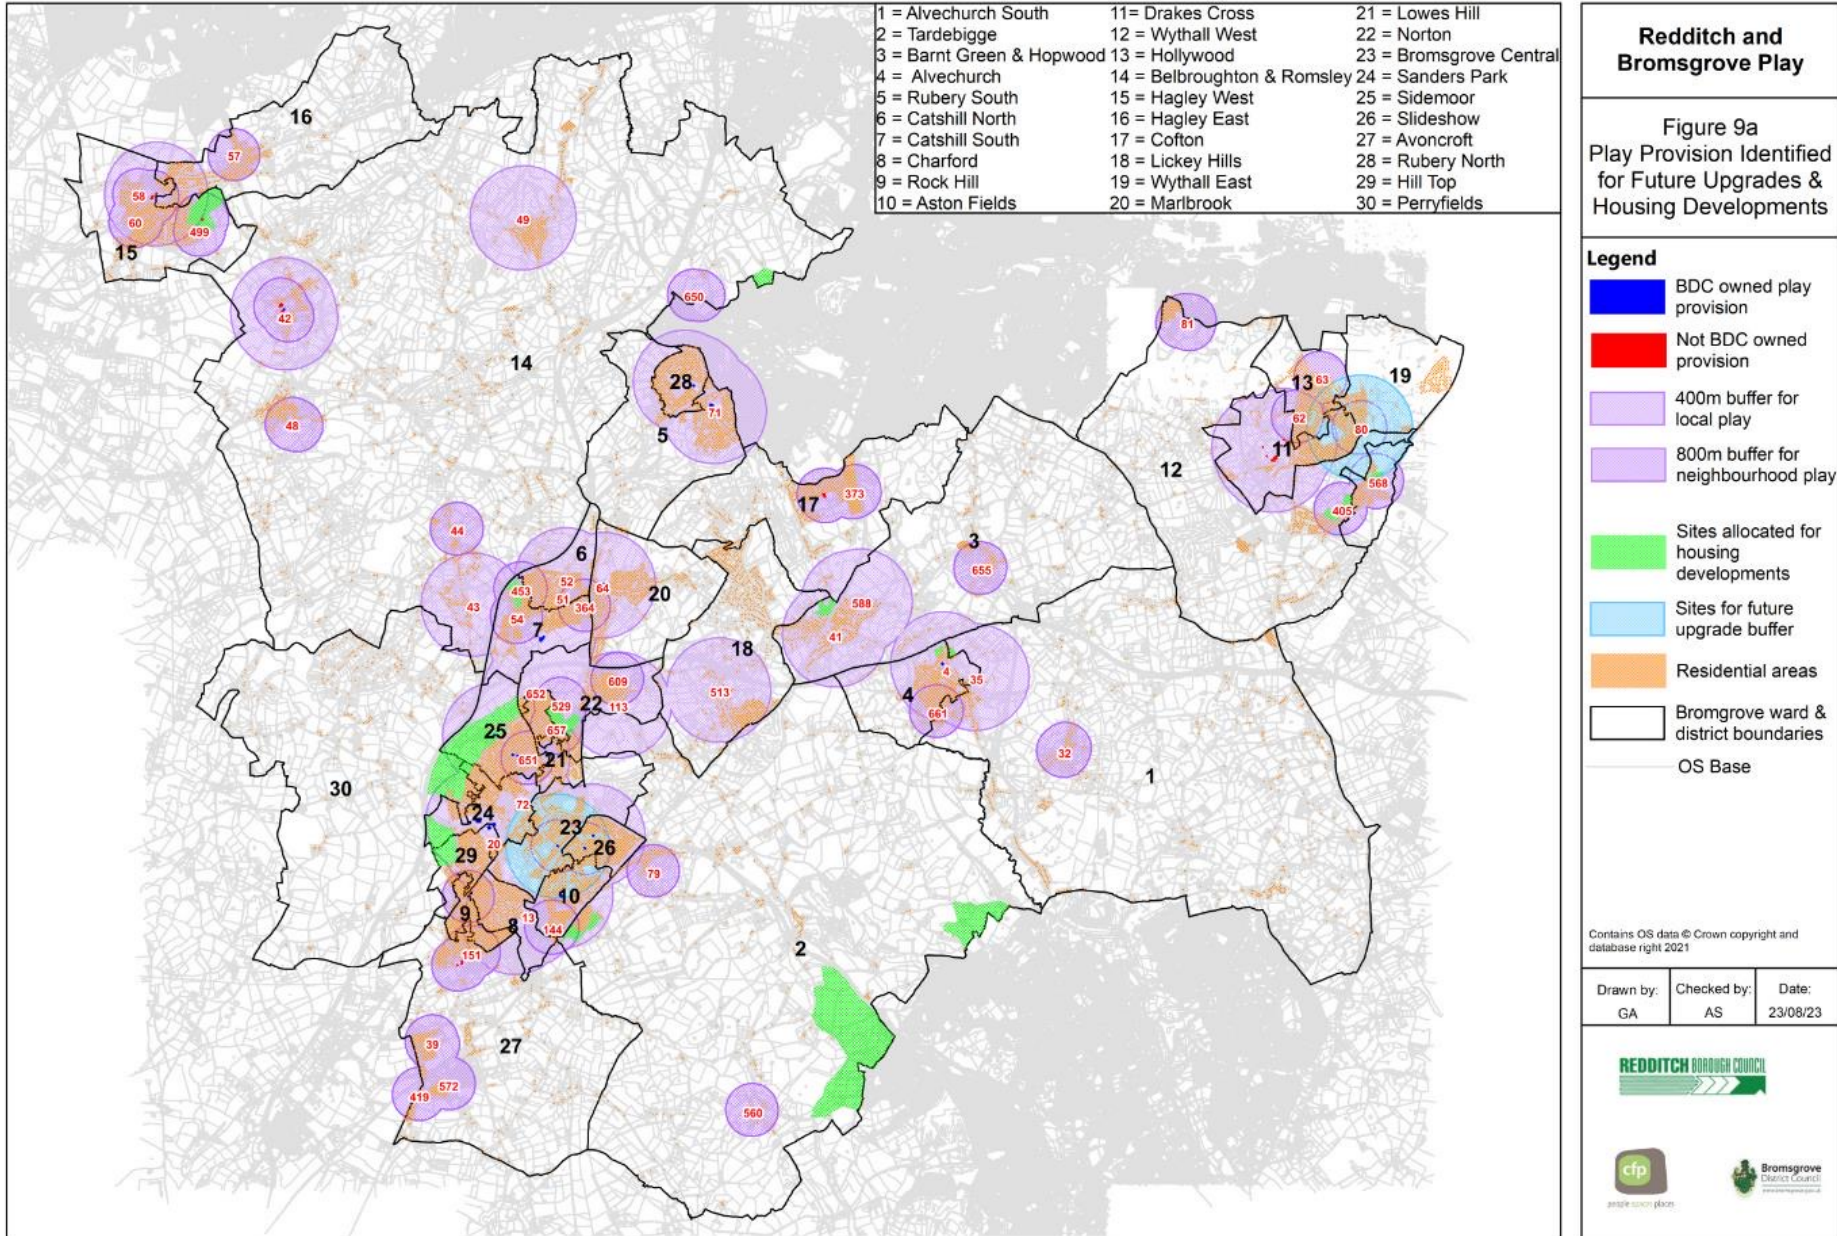 1 = Alvechurch South
2 = Tardebigge
3 = Barnt Green & Hopwood
4 = Alvechurch
5 = Rubery South
6 = Catshill North
7 = Catshill South
8 = Charford
9 = Rock Hill
10 = Aston Fields
11= Drakes Cross
12 = Wythall West
13 = Hollywood
14 = Belbroughton & Romsley
15 = Hagley West
16 = Hagley East
17 = Cofton
18 = Lickey Hills
19 = Wythall East
20 = Marlbrook
21 = Lowes Hill
22 = Norton
23 = Bromsgrove Central
24 = Sanders Park
25 = Sidemoor
26 = Slideshow
27 = Avoncroft
28 = Rubery North
29 = Hill Top
30 = Perryfields
16
57
58
60
499
15
49
42
650
14
81
28
71
5
48
13
63
19
62
80
11
12
568
405
17
373
44
3
655
6
52
453
51
364
64
20
43
54
7
588
41
18
4
35
4
661
513
609
113
22
652
529
657
25
651
21
32
1
30
72
24
23
20
29
26
79
10
9
8
13
144
151
2
39
27
572
419
560
Redditch and
Bromsgrove Play
Figure 9a
Play Provision Identified
for Future Upgrades &
Housing Developments
Legend
BDC owned play
provision
Not BDC owned
provision
400m buffer for
local play
800m buffer for
neighbourhood play
Sites allocated for
housing
developments
Sites for future
upgrade buffer
Residential areas
Bromgrove ward &
district boundaries
OS Base
Contains OS data © Crown copyright and
database right 2021
Drawn by:
GA
Checked by:
AS
Date:
23/08/23
REDDITCH BOROUGH COUNCIL
cfp
people spaces places
Bromsgrove
District Council